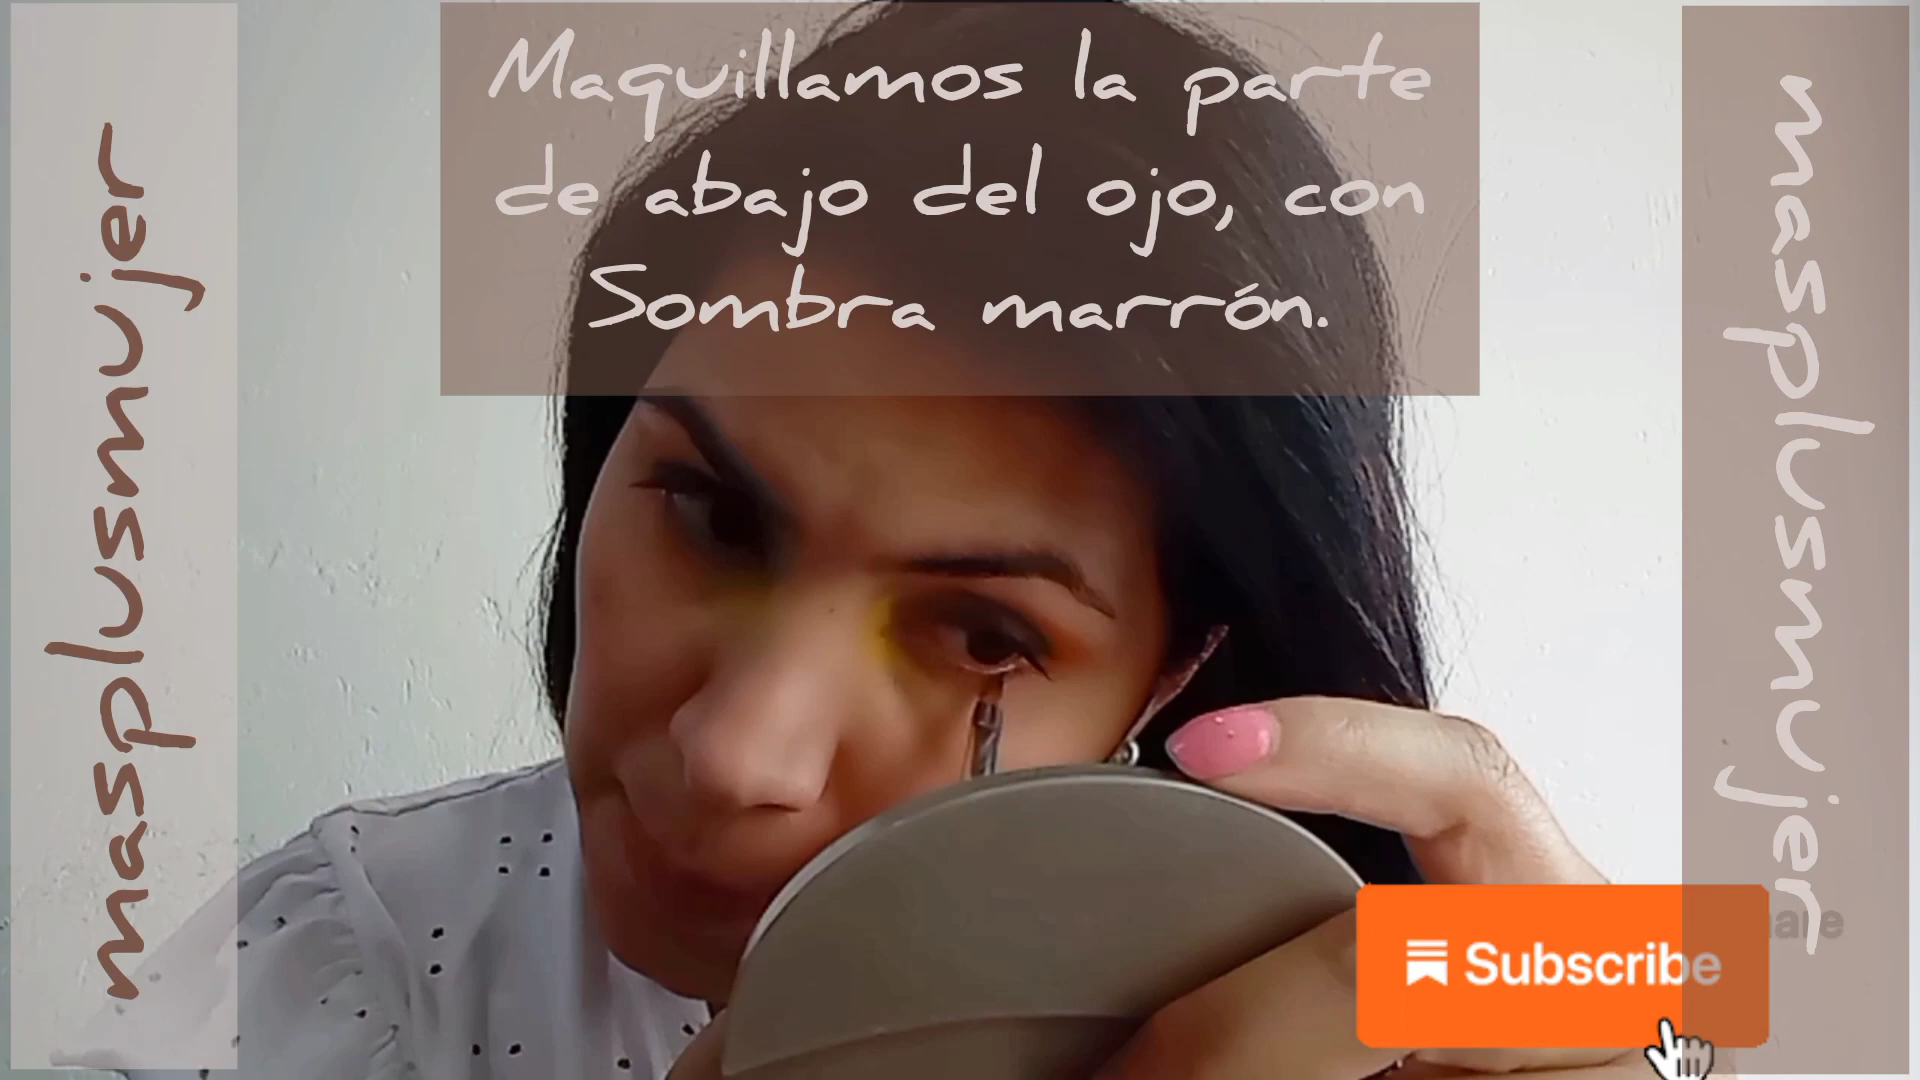 Maquillamos la parte
de abajo del ojo, con
Sombra marrón.
masplusmujer
masplusmujer
Subscribe